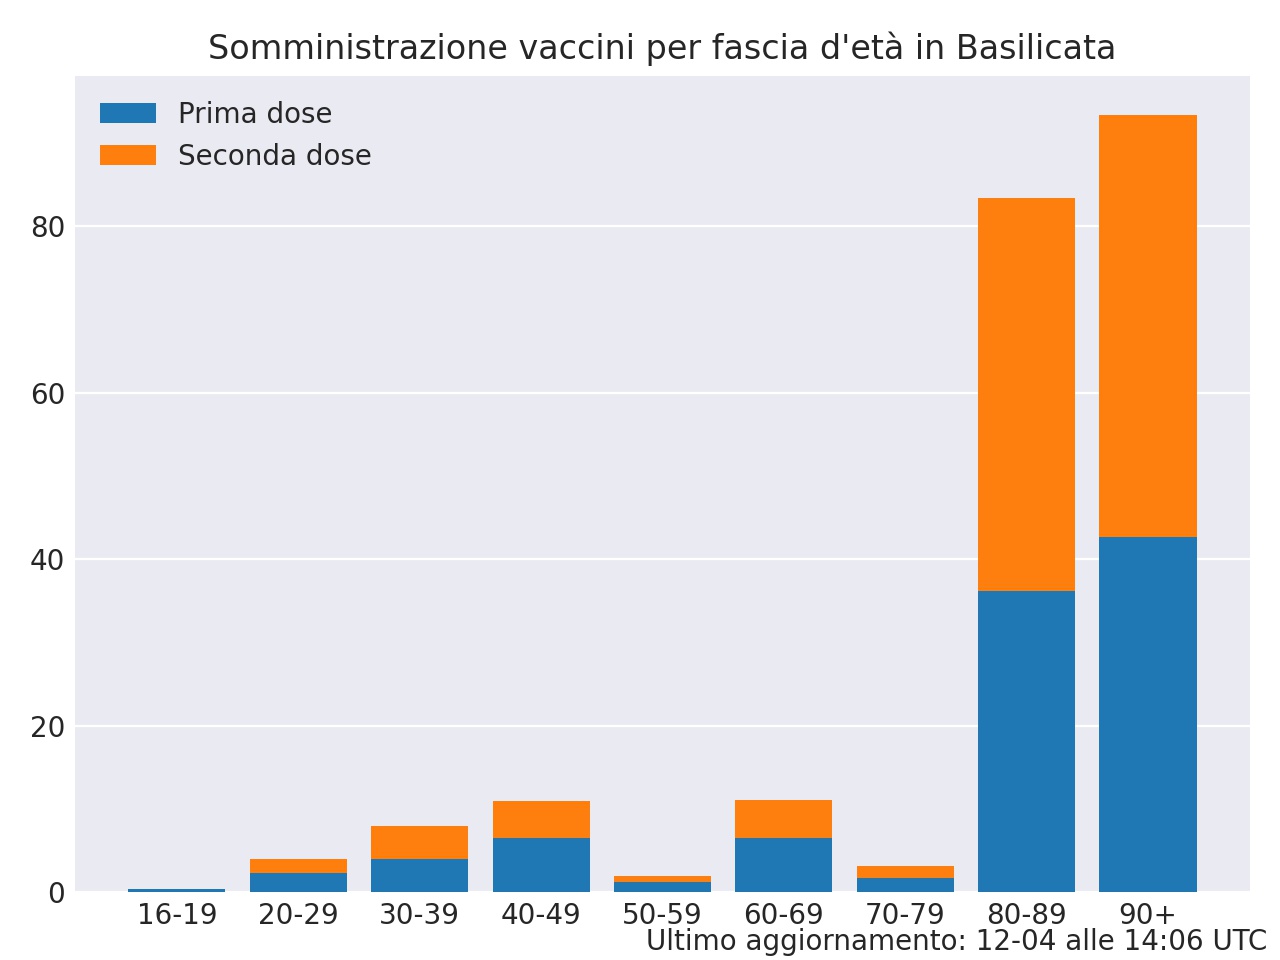 Somministrazione vaccini per fascia d'età in Basilicata
Prima dose
Seconda dose
80
60
40
20
0
16-19 20-29 30-39 40-49 50-59 60-69 70-79 80-89 90+
Ultimo aggiornamento: 12-04 alle 14:06 UTC